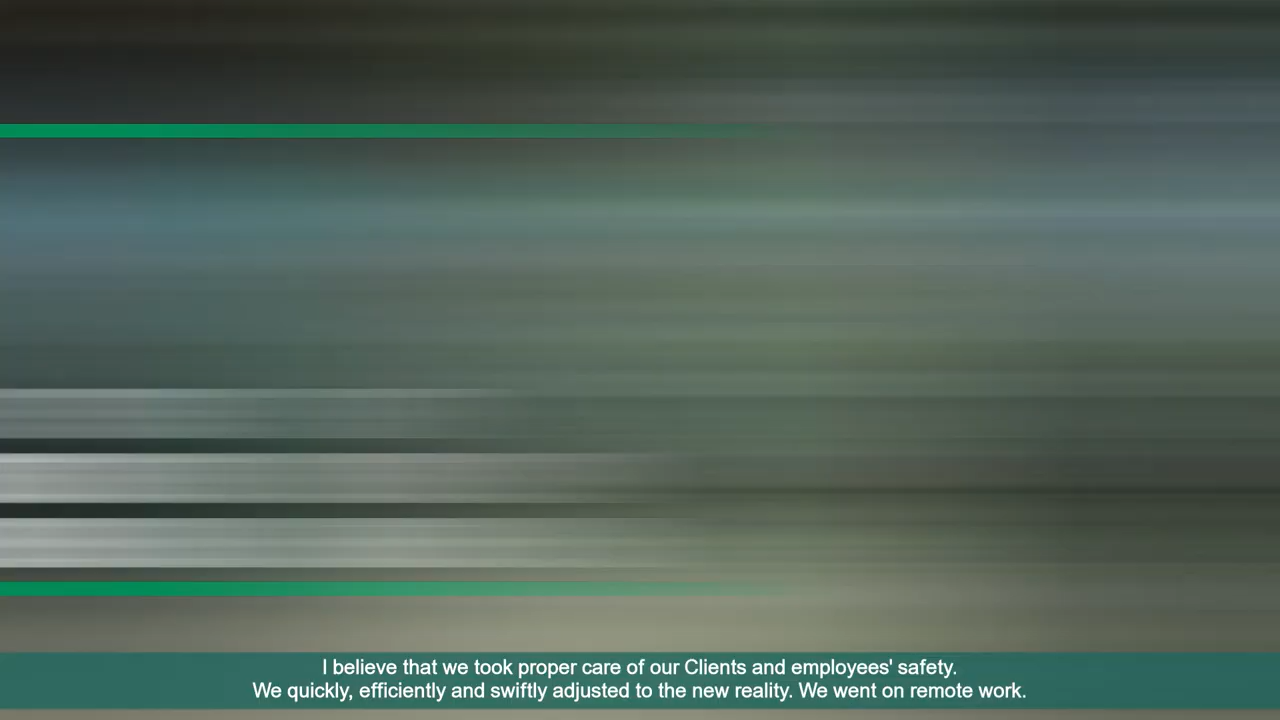 I believe that we took proper care of our Clients and employees' safety.
We quickly, efficiently and swiftly adjusted to the new reality. We went on remote work.